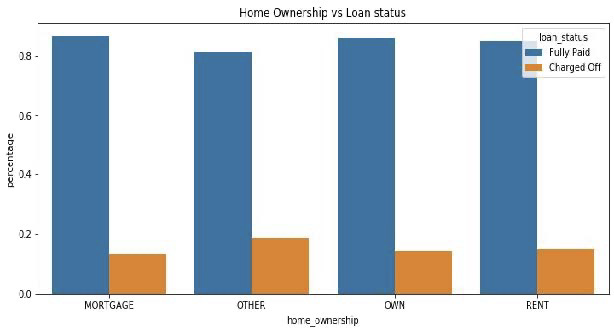 Home Ownership vs Loan status
loan_status
Fully Paid
Charged Off
percentage
0.8
0.6
0.4
0.2
0.0
MORTGAGE OTHER OWN RENT
home_ownership